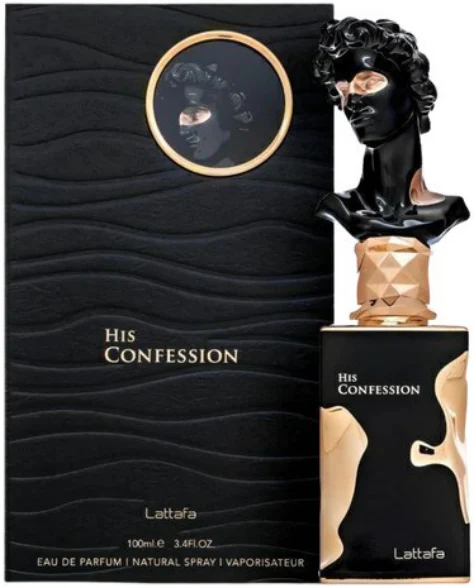 His
CONFESSION
Lattafa
100ml.e 3.4Fl.OZ.
EAU DE PARFUM | NATURAL SPRAY | VAPORISATEUR
His
CONFESSION
Lattafa